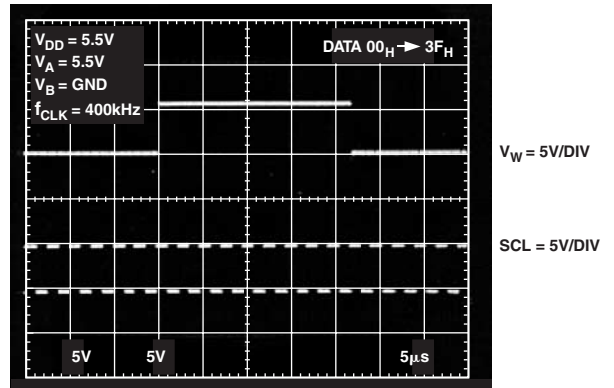 V_DD = 5.5V
V_A = 5.5V
V_B = GND
f_CLK = 400kHz
DATA 00_H → 3F_H
V_W = 5V/DIV
SCL = 5V/DIV
5V 5V 5µs